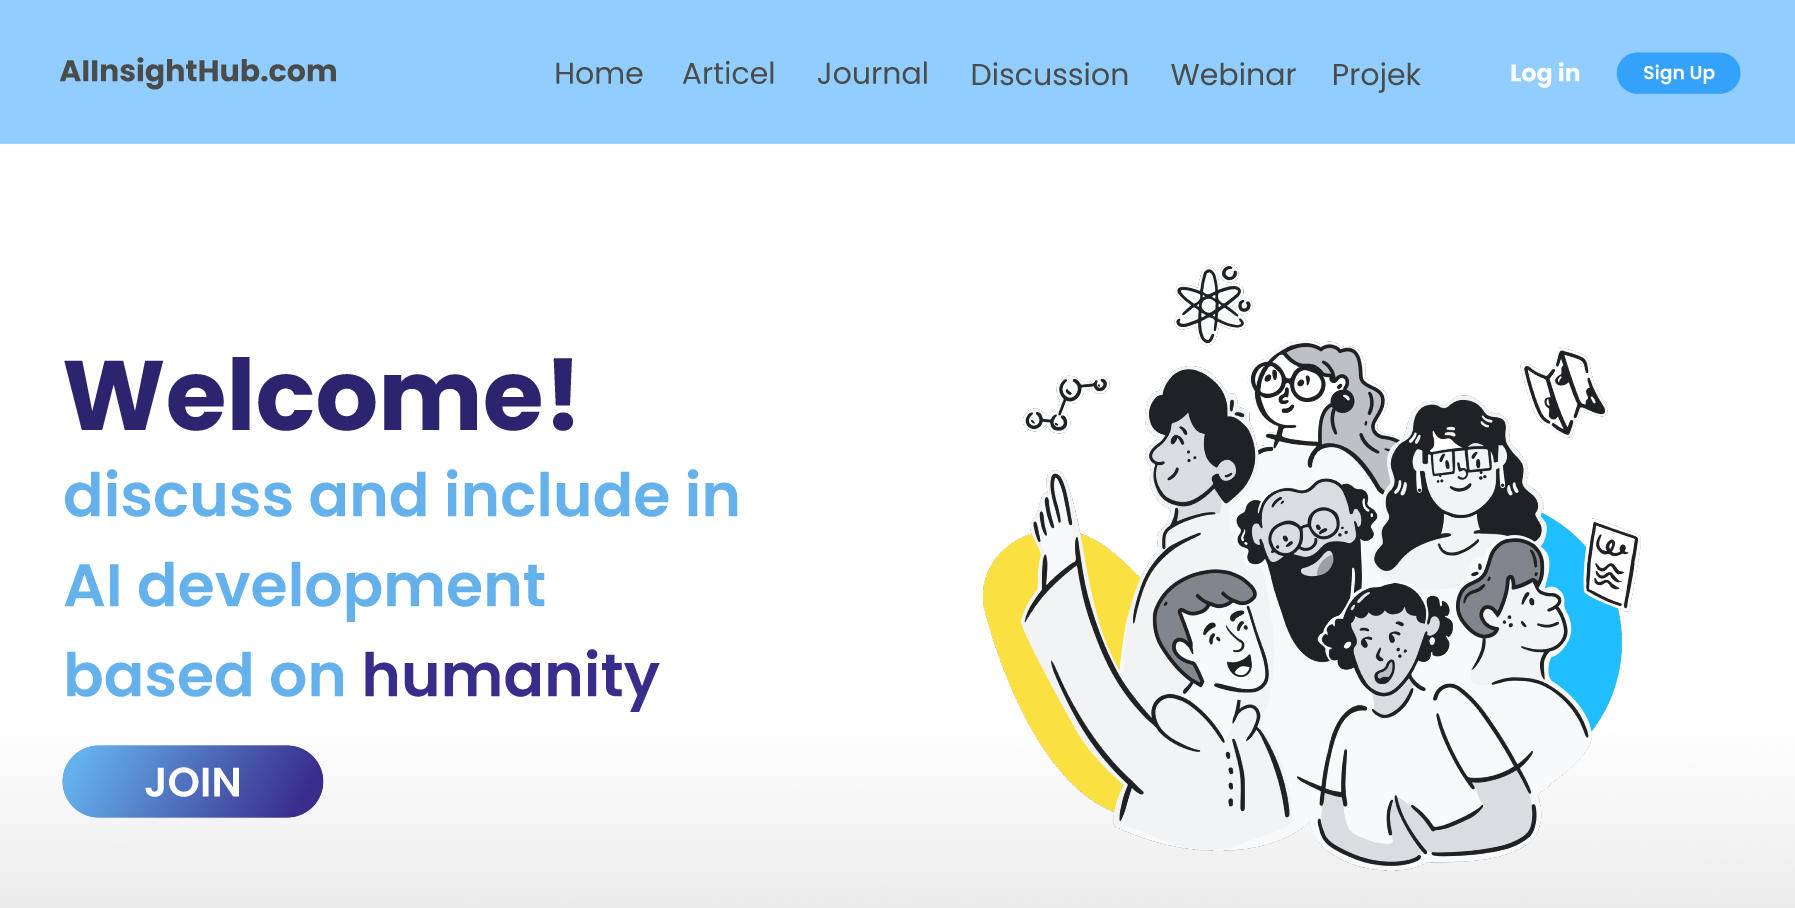 AIInsightHub.com
Home Articel Journal Discussion Webinar Projek
Log in Sign Up
Welcome!
discuss and include in
AI development
based on humanity
JOIN